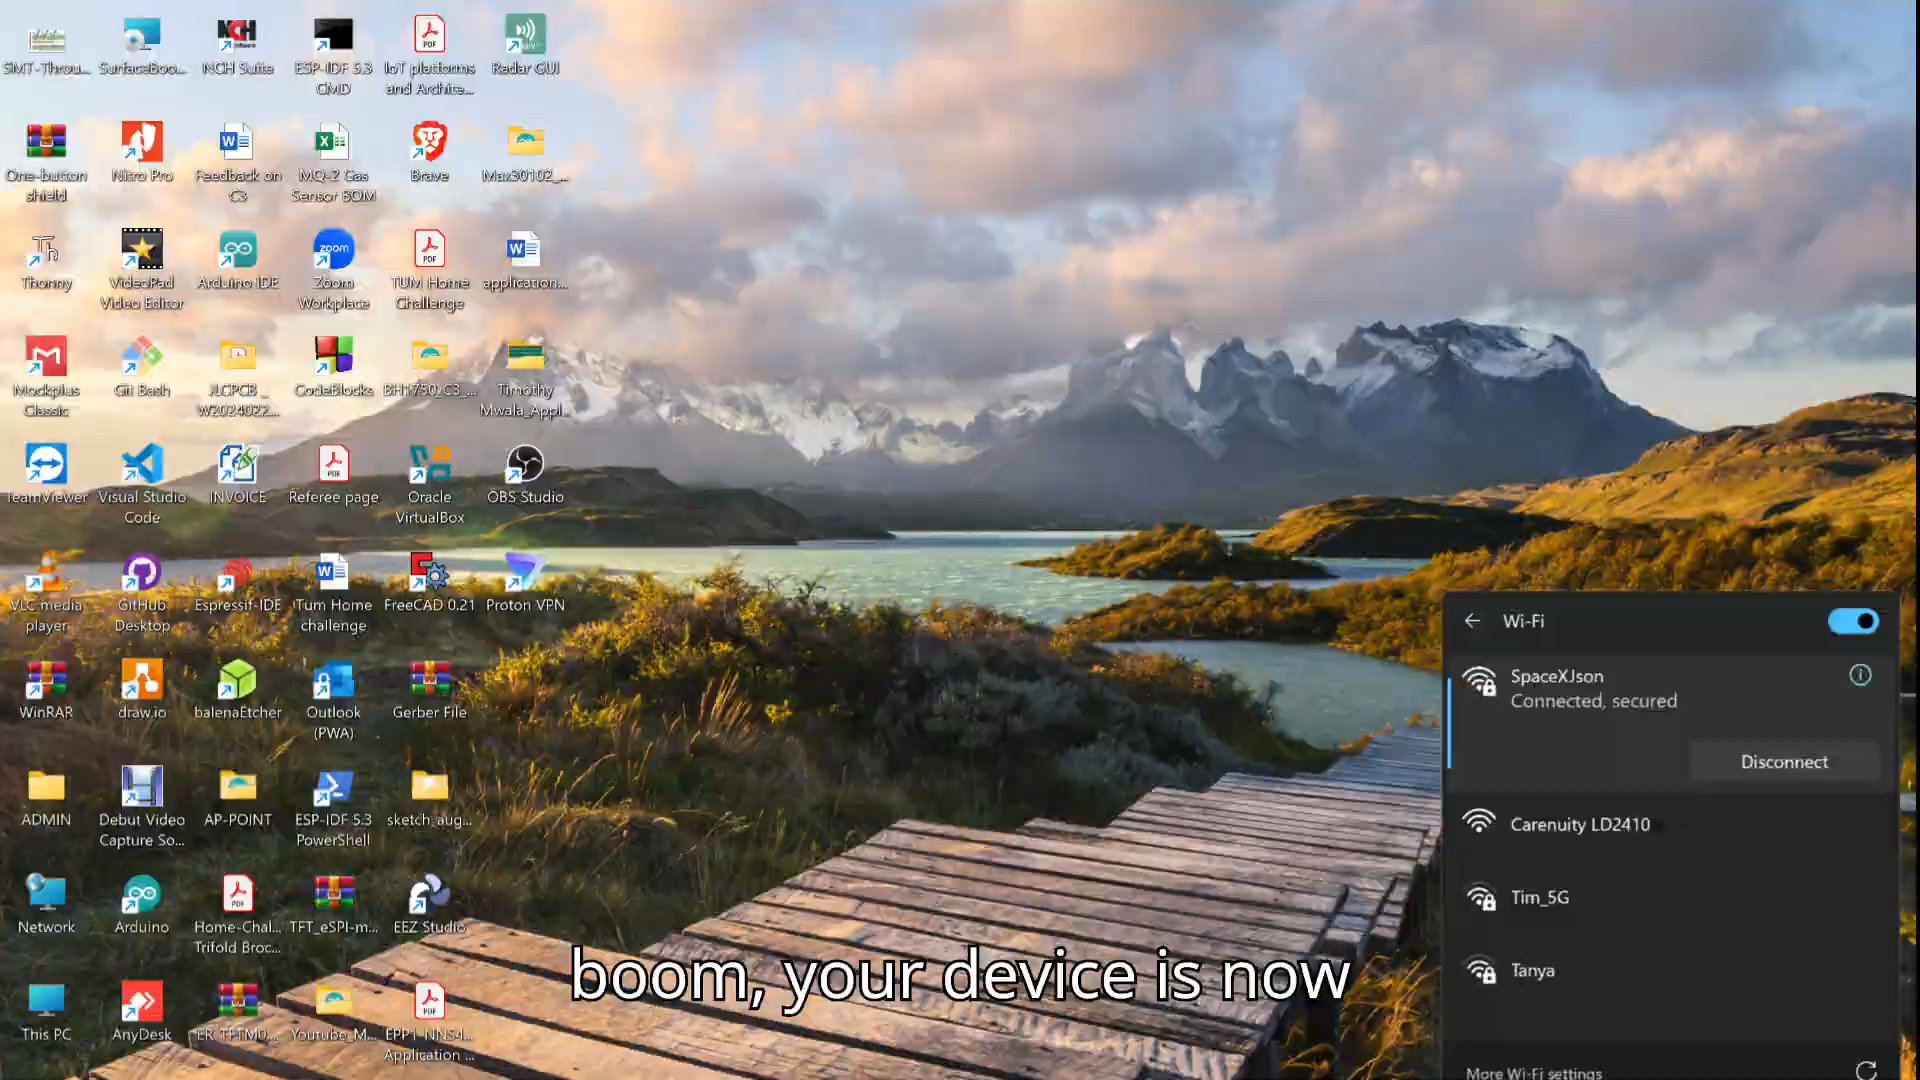 SMT-Throu...
SurfaceBoo...
NCH Suite
ESP-IDF 5.3
CMD
IoT platforms
and Archite...
Radar GUI
One-button
shield
Nitro Pro
Feedback on
C3
MQ-2 Gas
Sensor BOM
Brave
Max30102_...
Thonny
VideoPad
Video Editor
Arduino IDE
Zoom
Workplace
TUM Home
Challenge
application...
Mockplus
Classic
Git Bash
JLCPCB_
W2024022...
CodeBlocks
BH1750_C3_...
Timothy
Mwala_Appl...
TeamViewer
Visual Studio
Code
INVOICE
Referee page
Oracle
VirtualBox
OBS Studio
VLC media
player
GitHub
Desktop
Espressif-IDE
Tum Home
challenge
FreeCAD 0.21
Proton VPN
WinRAR
draw.io
balenaEtcher
Outlook
(PWA)
Gerber File
ADMIN
Debut Video
Capture So...
AP-POINT
ESP-IDF 5.3
PowerShell
sketch_aug...
Network
Arduino
Home-Chal...
Trifold Broc...
TFT_eSPI-m...
EEZ Studio
This PC
AnyDesk
ER-TFTM0...
Youtube_M...
EPP1-NNS4...
Application ...
Wi-Fi
SpaceXJson
Connected, secured
Disconnect
Carenuity LD2410
Tim_5G
Tanya
More Wi-Fi settings
boom, your device is now